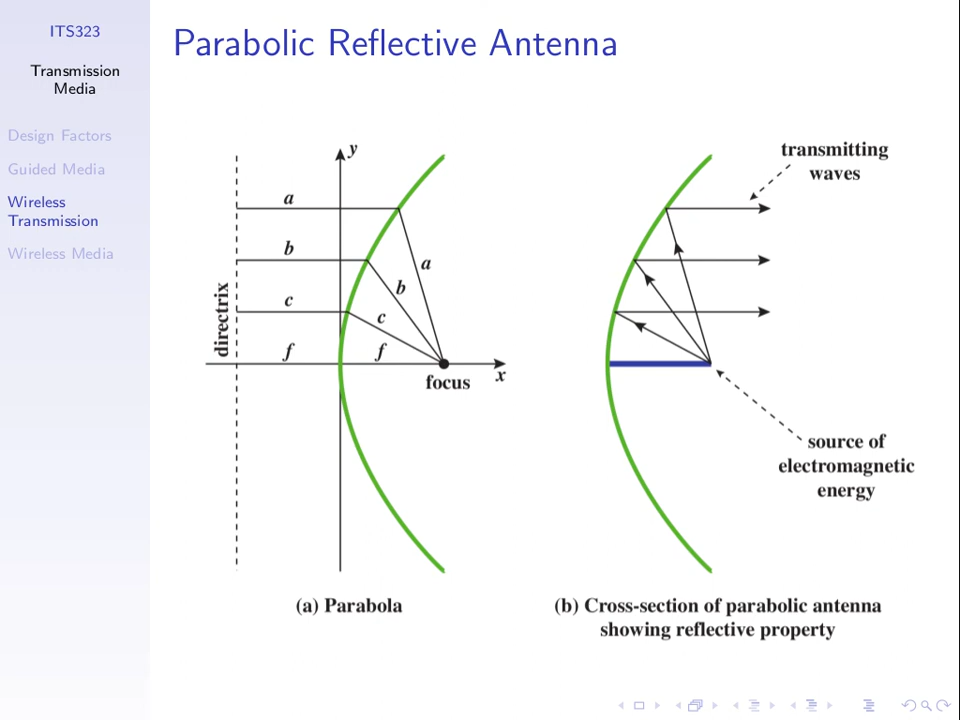 ITS323
Transmission
Media
Design Factors
Guided Media
Wireless
Transmission
Wireless Media
Parabolic Reflective Antenna
y
a
b
c
f
a
b
c
f
directrix
focus
x
(a) Parabola
transmitting
waves
source of
electromagnetic
energy
(b) Cross-section of parabolic antenna
showing reflective property